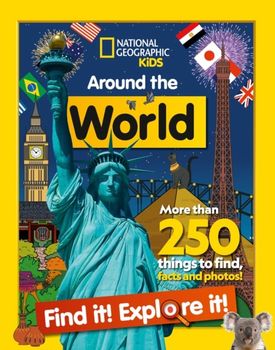 NATIONAL
GEOGRAPHIC
KiDS
Around the
World
More than
250
things to find,
facts and photos!
Find it! Explore it!